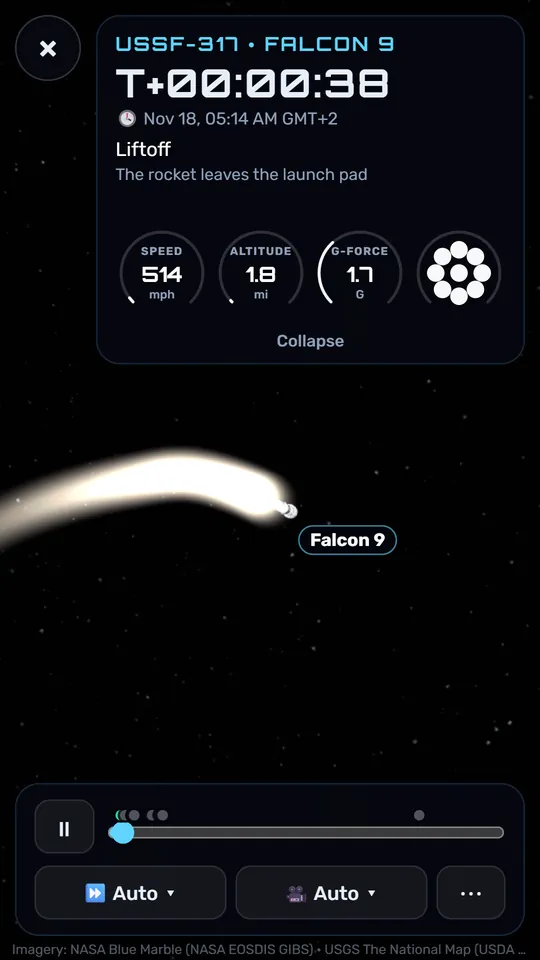 USSF-317 • FALCON 9
T+00:00:38
Nov 18, 05:14 AM GMT+2
Liftoff
The rocket leaves the launch pad
SPEED
514
mph
ALTITUDE
1.8
mi
G-FORCE
1.7
G
Collapse
Falcon 9
Auto
Auto
Imagery: NASA Blue Marble (NASA EOSDIS GIBS) • USGS The National Map (USDA ...